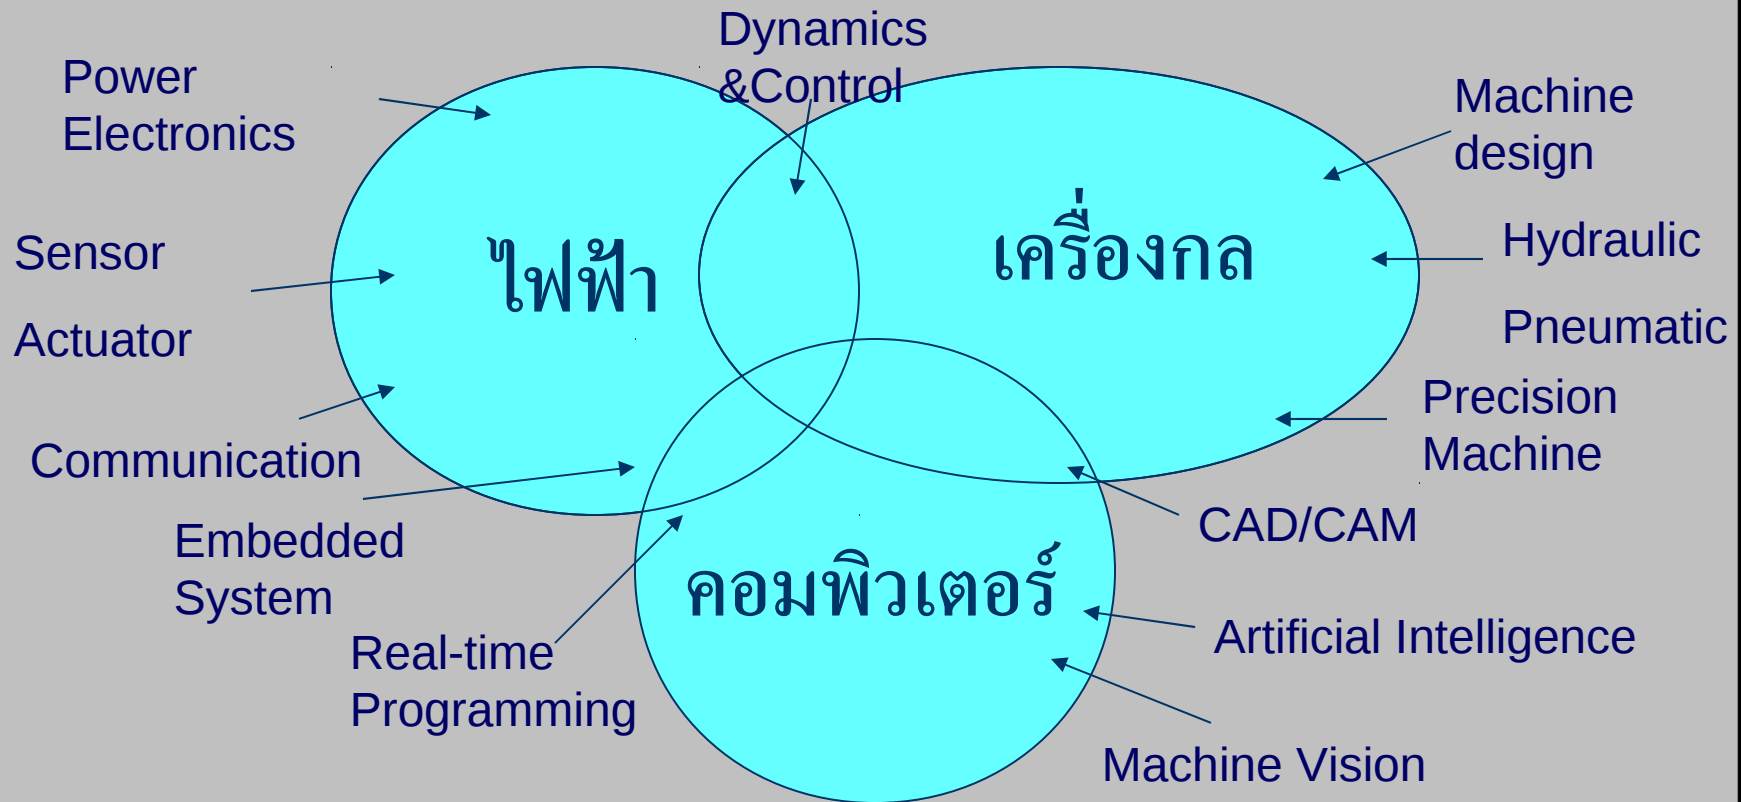 Dynamics
&Control
Power
Electronics
Machine
design
Sensor
ไฟฟ้า
เครื่องกล
Hydraulic
Actuator
Pneumatic
Precision
Machine
Communication
CAD/CAM
Embedded
System
คอมพิวเตอร์
Real-time
Programming
Artificial Intelligence
Machine Vision